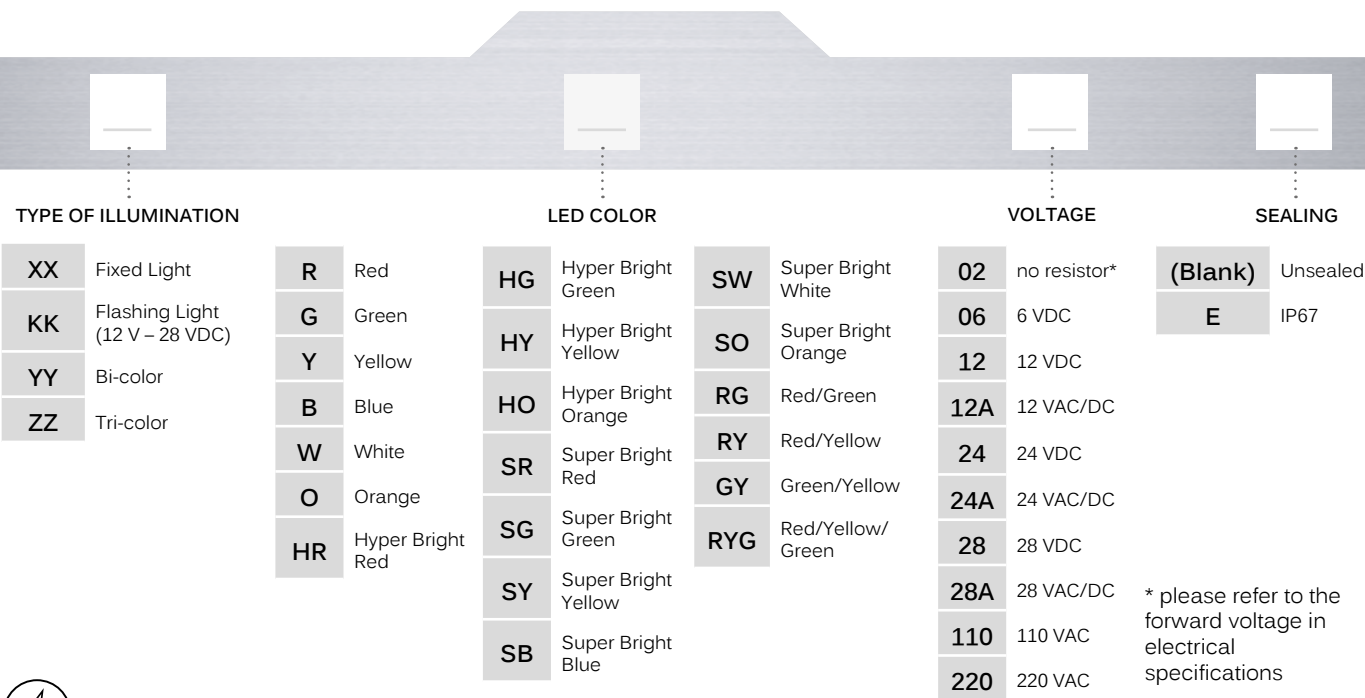 TYPE OF ILLUMINATION
XX Fixed Light
KK Flashing Light
(12 V – 28 VDC)
YY Bi-color
ZZ Tri-color
LED COLOR
R Red
G Green
Y Yellow
B Blue
W White
O Orange
HR Hyper Bright
Red
HG Hyper Bright
Green
HY Hyper Bright
Yellow
HO Hyper Bright
Orange
SR Super Bright
Red
SG Super Bright
Green
SY Super Bright
Yellow
SB Super Bright
Blue
SW Super Bright
White
SO Super Bright
Orange
RG Red/Green
RY Red/Yellow
GY Green/Yellow
RYG Red/Yellow/
Green
VOLTAGE
02 no resistor*
06 6 VDC
12 12 VDC
12A 12 VAC/DC
24 24 VDC
24A 24 VAC/DC
28 28 VDC
28A 28 VAC/DC
110 110 VAC
220 220 VAC
SEALING
(Blank) Unsealed
E IP67
* please refer to the
forward voltage in
electrical
specifications